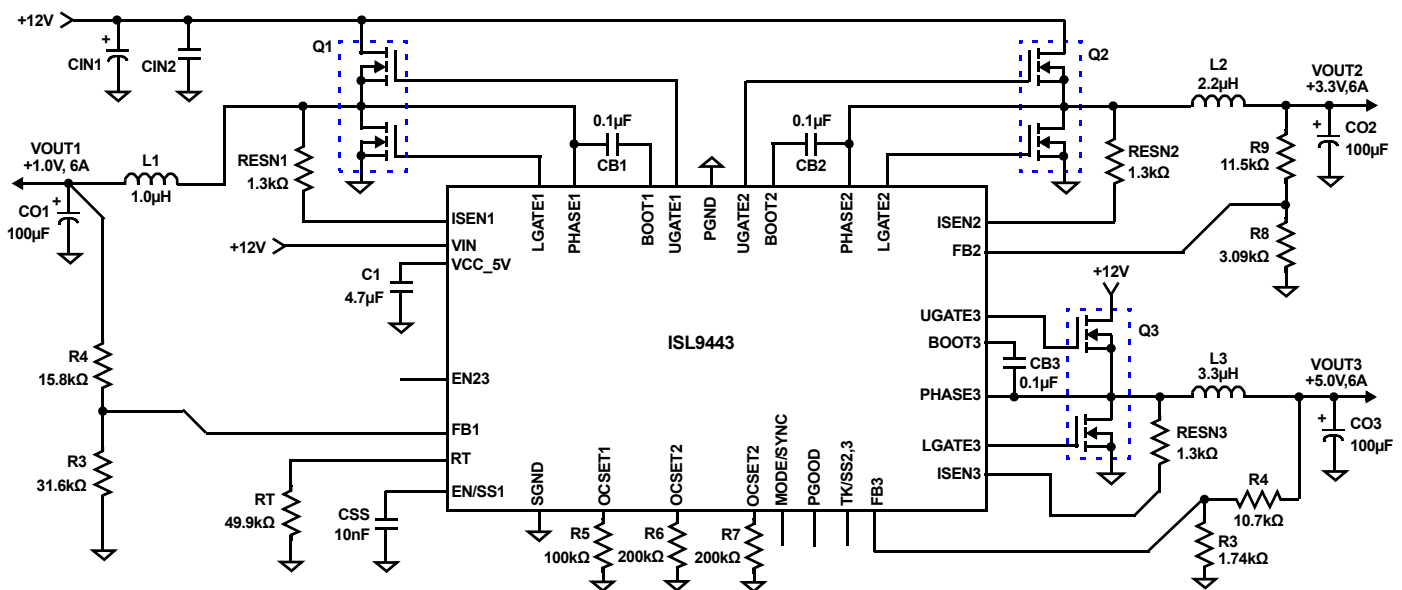 +12V
CIN1
+
CIN2
Q1
Q2
0.1µF
CB1
0.1µF
CB2
L2
2.2µH
VOUT2
+3.3V,6A
+
CO2
100µF
R9
11.5kΩ
R8
3.09kΩ
RESN2
1.3kΩ
VOUT1
+1.0V, 6A
+
CO1
100µF
L1
1.0µH
RESN1
1.3kΩ
LGATE1
PHASE1
BOOT1
UGATE1
PGND
UGATE2
BOOT2
PHASE2
LGATE2
ISEN1
+12V
VIN
VCC_5V
C1
4.7µF
EN23
FB1
RT
EN/SS1
ISL9443
ISEN2
FB2
UGATE3
BOOT3
PHASE3
LGATE3
ISEN3
+12V
Q3
CB3
0.1µF
L3
3.3µH
VOUT3
+5.0V,6A
+
CO3
100µF
RESN3
1.3kΩ
R4
10.7kΩ
R3
1.74kΩ
R4
15.8kΩ
R3
31.6kΩ
RT
49.9kΩ
CSS
10nF
SGND
OCSET1
OCSET2
OCSET2
MODE/SYNC
PGOOD
TK/SS2,3
FB3
R5
100kΩ
R6
200kΩ
R7
200kΩ